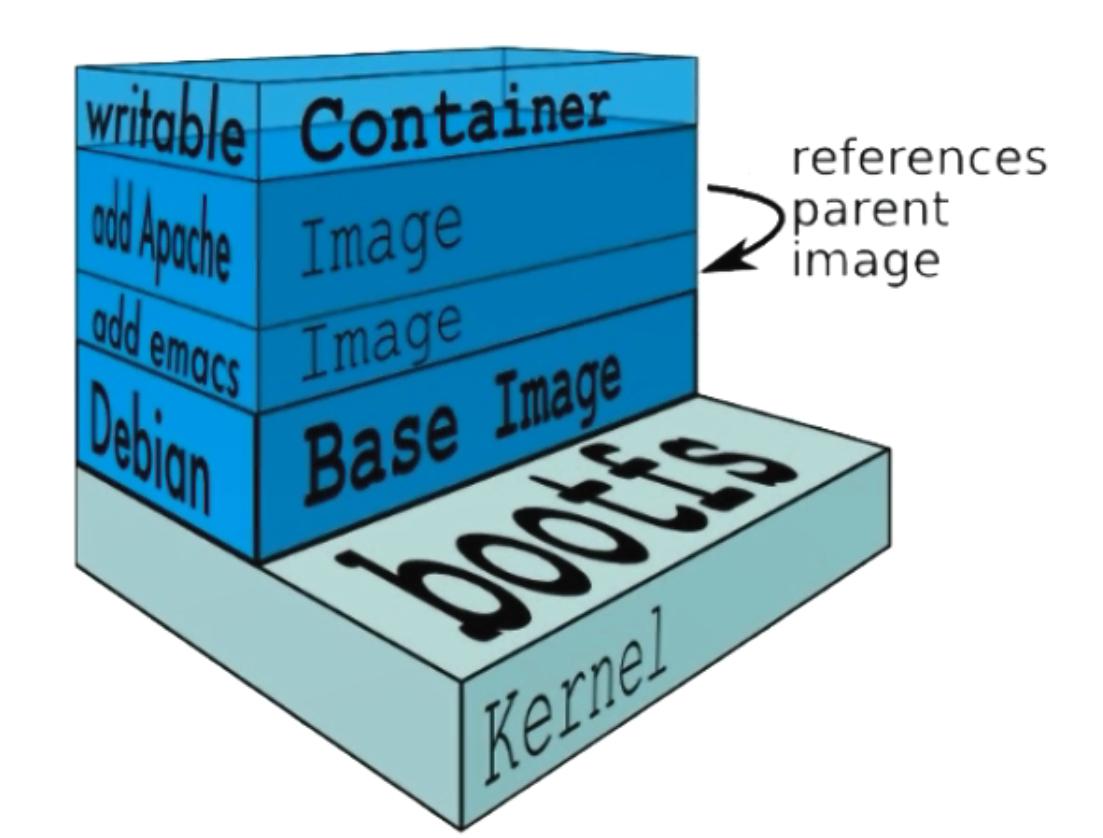 writable Container
add Apache Image
add emacs Image
Debian Base Image
references
parent
image
bootfs
Kernel